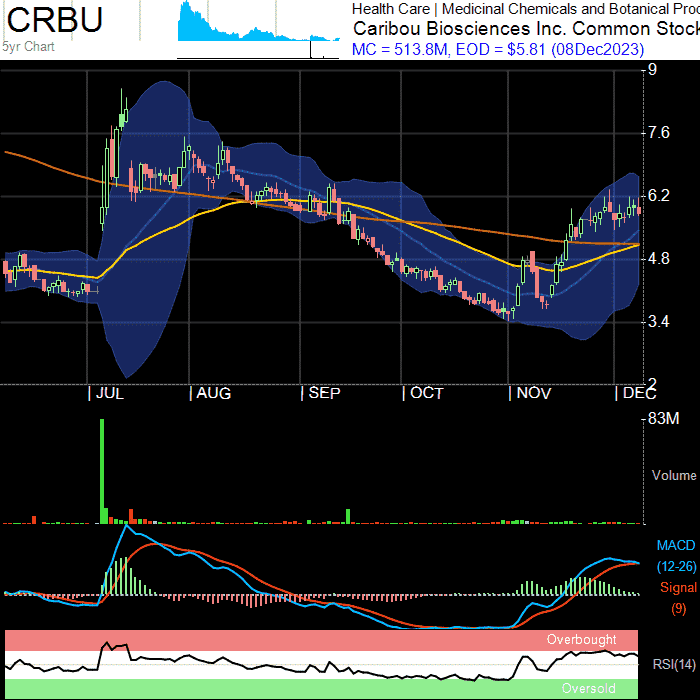 CRBU
5yr Chart
Health Care | Medicinal Chemicals and Botanical Proc
Caribou Biosciences Inc. Common Stock
MC = 513.8M, EOD = $5.81 (08Dec2023)
9
7.6
6.2
4.8
3.4
2
| JUL | AUG | SEP | OCT | NOV | DEC
83M
Volume
MACD
(12-26)
Signal
(9)
Overbought
RSI(14)
Oversold